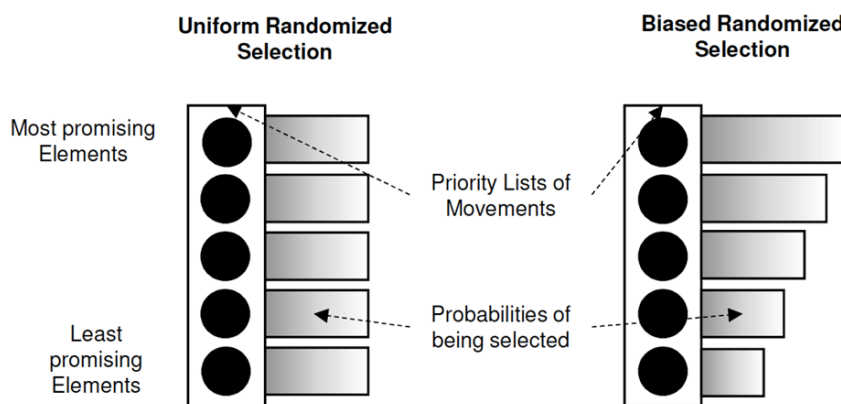 Uniform Randomized
Selection
Biased Randomized
Selection
Most promising
Elements
Priority Lists of
Movements
Probabilities of
being selected
Least
promising
Elements